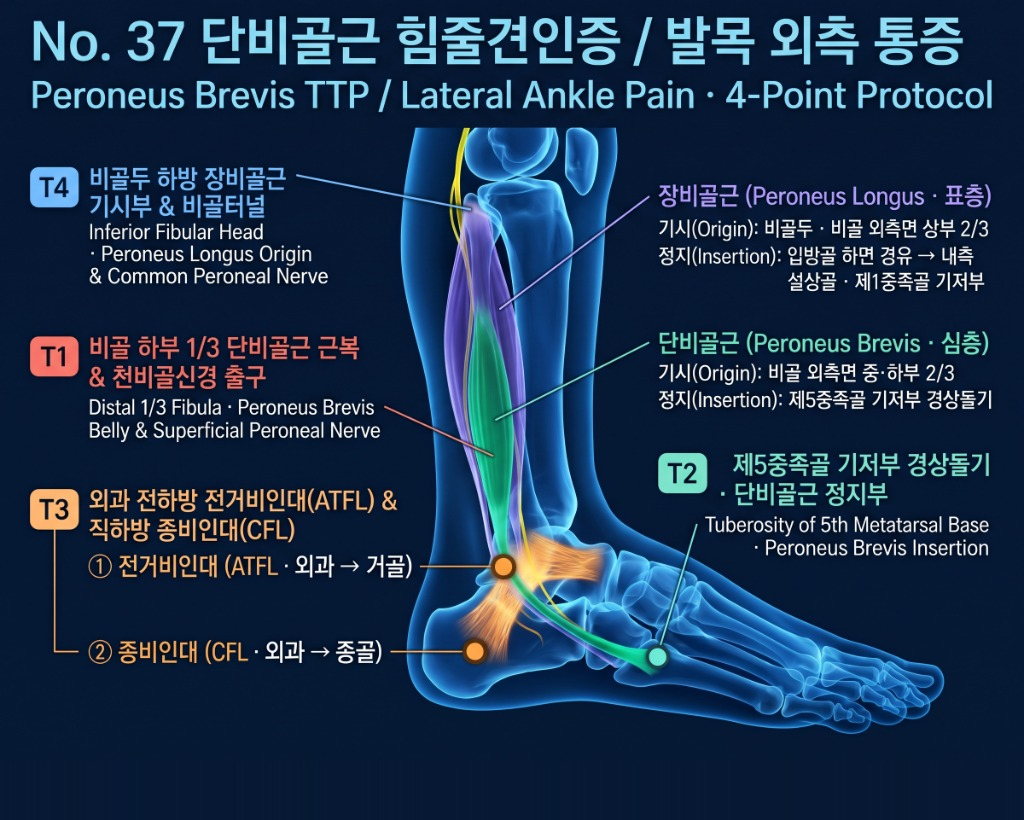 No. 37 단비골근 힘줄견인증 / 발목 외측 통증
Peroneus Brevis TTP / Lateral Ankle Pain · 4-Point Protocol
T4
비골두 하방 장비골근
기시부 & 비골터널
Inferior Fibular Head
· Peroneus Longus Origin
& Common Peroneal Nerve
T1
비골 하부 1/3 단비골근 근복
& 천비골신경 출구
Distal 1/3 Fibula · Peroneus Brevis
Belly & Superficial Peroneal Nerve
T3
외과 전하방 전거비인대(ATFL) &
직하방 종비인대(CFL)
① 전거비인대 (ATFL · 외과 → 거골)
② 종비인대 (CFL · 외과 → 종골)
장비골근 (Peroneus Longus · 표층)
기시(Origin): 비골두 · 비골 외측면 상부 2/3
정지(Insertion): 입방골 하면 경유 → 내측
설상골 · 제1중족골 기저부
단비골근 (Peroneus Brevis · 심층)
기시(Origin): 비골 외측면 중·하부 2/3
정지(Insertion): 제5중족골 기저부 경상돌기
T2
제5중족골 기저부 경상돌기
· 단비골근 정지부
Tuberosity of 5th Metatarsal Base
· Peroneus Brevis Insertion